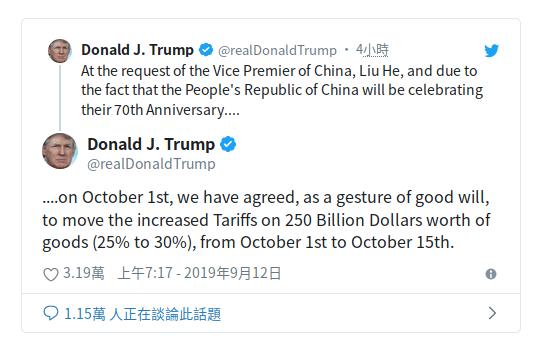 Donald J. Trump @realDonaldTrump · 4小時
At the request of the Vice Premier of China, Liu He, and due to
the fact that the People's Republic of China will be celebrating
their 70th Anniversary....
Donald J. Trump
@realDonaldTrump
....on October 1st, we have agreed, as a gesture of good will,
to move the increased Tariffs on 250 Billion Dollars worth of
goods (25% to 30%), from October 1st to October 15th.
3.19萬 上午7:17 - 2019年9月12日
1.15萬 人正在談論此話題